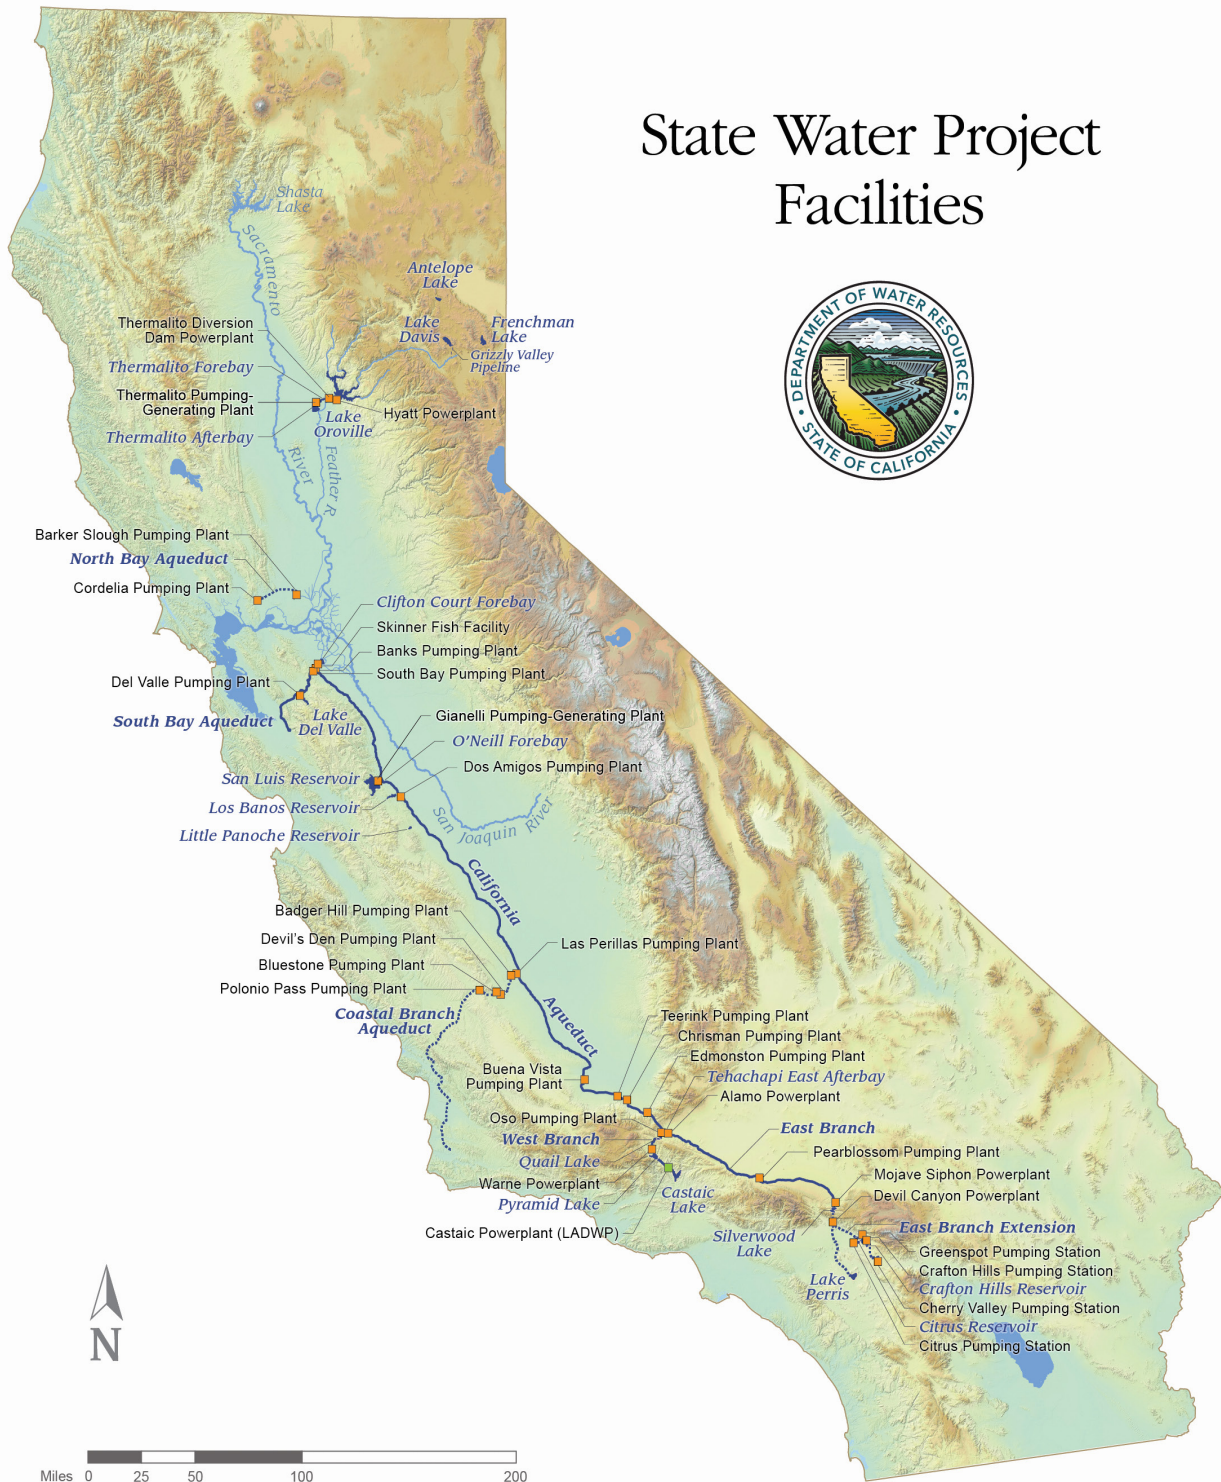 State Water Project
Facilities
DEPARTMENT OF WATER RESOURCES
STATE OF CALIFORNIA
Shasta
Lake
Sacramento
River
Antelope
Lake
Lake
Davis
Frenchman
Lake
Grizzly Valley
Pipeline
Thermalito Diversion
Dam Powerplant
Thermalito Forebay
Thermalito Pumping-
Generating Plant
Thermalito Afterbay
Hyatt Powerplant
Lake
Oroville
Feather R.
Barker Slough Pumping Plant
North Bay Aqueduct
Cordelia Pumping Plant
Clifton Court Forebay
Skinner Fish Facility
Banks Pumping Plant
South Bay Pumping Plant
Del Valle Pumping Plant
South Bay Aqueduct
Lake
Del Valle
Gianelli Pumping-Generating Plant
O'Neill Forebay
Dos Amigos Pumping Plant
San Luis Reservoir
Los Banos Reservoir
Little Panoche Reservoir
San Joaquin River
California
Aqueduct
Badger Hill Pumping Plant
Devil's Den Pumping Plant
Bluestone Pumping Plant
Polonio Pass Pumping Plant
Las Perillas Pumping Plant
Coastal Branch
Aqueduct
Teerink Pumping Plant
Chrisman Pumping Plant
Edmonston Pumping Plant
Tehachapi East Afterbay
Alamo Powerplant
Buena Vista
Pumping Plant
Oso Pumping Plant
West Branch
Quail Lake
Warne Powerplant
Pyramid Lake
Castaic Powerplant (LADWP)
Castaic
Lake
East Branch
Pearblossom Pumping Plant
Mojave Siphon Powerplant
Devil Canyon Powerplant
East Branch Extension
Silverwood
Lake
Lake
Perris
Greenspot Pumping Station
Crafton Hills Pumping Station
Crafton Hills Reservoir
Cherry Valley Pumping Station
Citrus Reservoir
Citrus Pumping Station
N
Miles 0 25 50 100 200